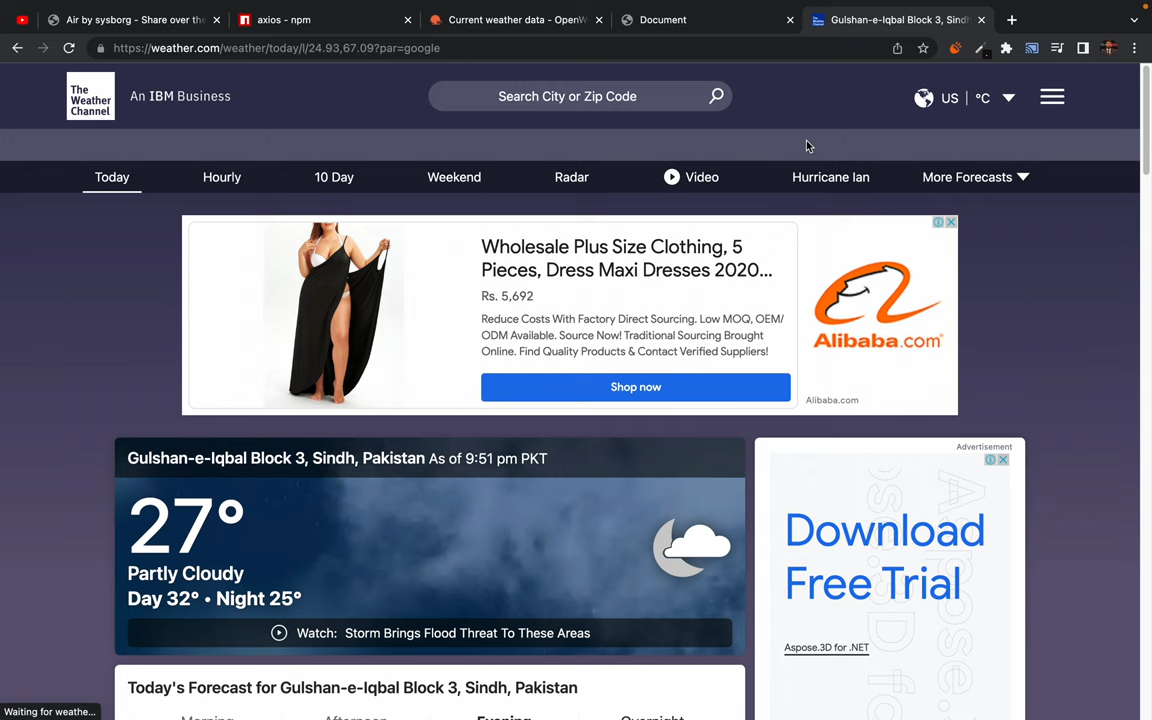 Air by sysborg - Share over the
axios - npm
Current weather data - OpenW
Document
Gulshan-e-Iqbal Block 3, Sindh
https://weather.com/weather/today/l/24.93,67.09?par=google
The
Weather
Channel
An IBM Business
Search City or Zip Code
US | °C
Today
Hourly
10 Day
Weekend
Radar
Video
Hurricane Ian
More Forecasts
Wholesale Plus Size Clothing, 5
Pieces, Dress Maxi Dresses 2020...
Rs. 5,692
Reduce Costs With Factory Direct Sourcing. Low MOQ, OEM/
ODM Available. Source Now! Traditional Sourcing Brought
Online. Find Quality Products & Contact Verified Suppliers!
Shop now
Alibaba.com
Alibaba.com
Advertisement
Gulshan-e-Iqbal Block 3, Sindh, Pakistan As of 9:51 pm PKT
27°
Partly Cloudy
Day 32° • Night 25°
Watch: Storm Brings Flood Threat To These Areas
Download
Free Trial
Aspose.3D for .NET
Today's Forecast for Gulshan-e-Iqbal Block 3, Sindh, Pakistan
Morning
Afternoon
Evening
Overnight
Waiting for weathe...